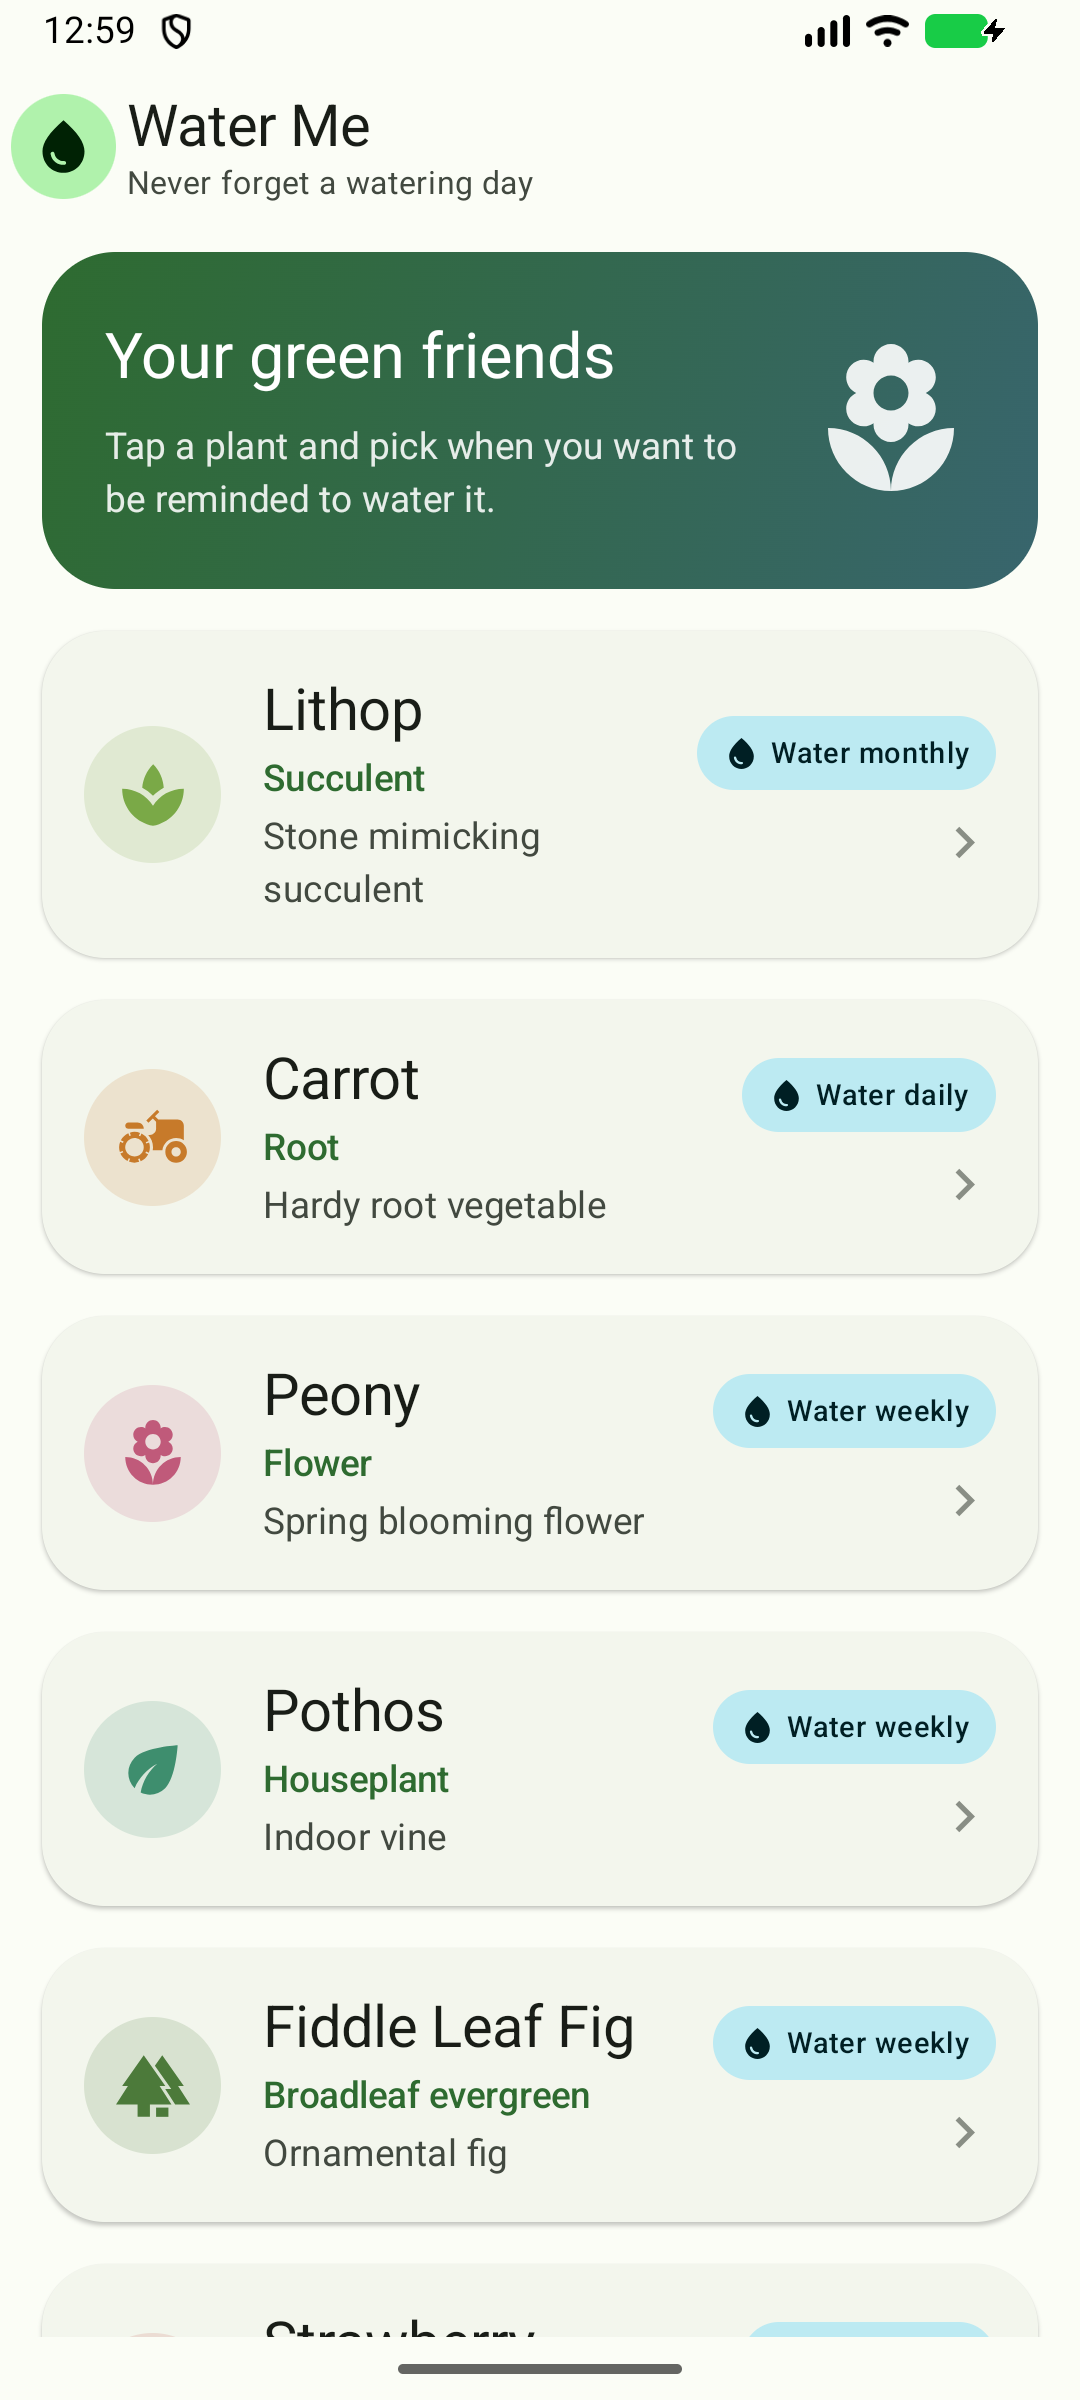 12:59
Water Me
Never forget a watering day
Your green friends
Tap a plant and pick when you want to
be reminded to water it.
Lithop
Succulent
Stone mimicking
succulent
Water monthly
Carrot
Root
Hardy root vegetable
Water daily
Peony
Flower
Spring blooming flower
Water weekly
Pothos
Houseplant
Indoor vine
Water weekly
Fiddle Leaf Fig
Broadleaf evergreen
Ornamental fig
Water weekly
Strawberry